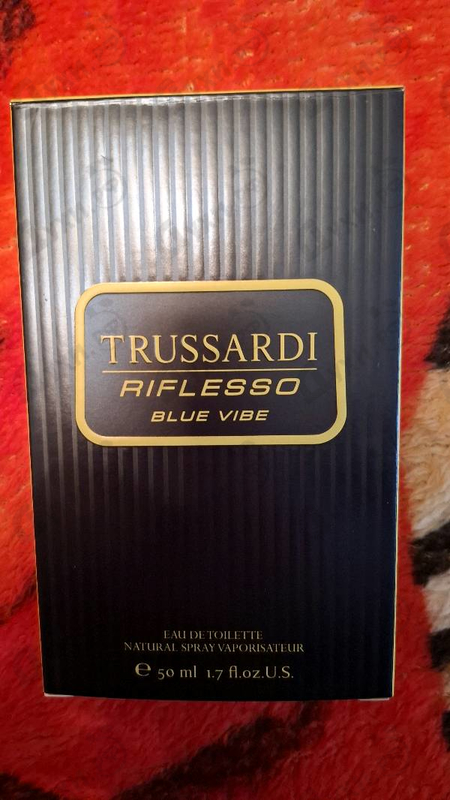 TRUSSARDI
RIFLESSO
BLUE VIBE
EAU DE TOILETTE
NATURAL SPRAY VAPORISATEUR
℮ 50 ml 1.7 fl.oz.U.S.